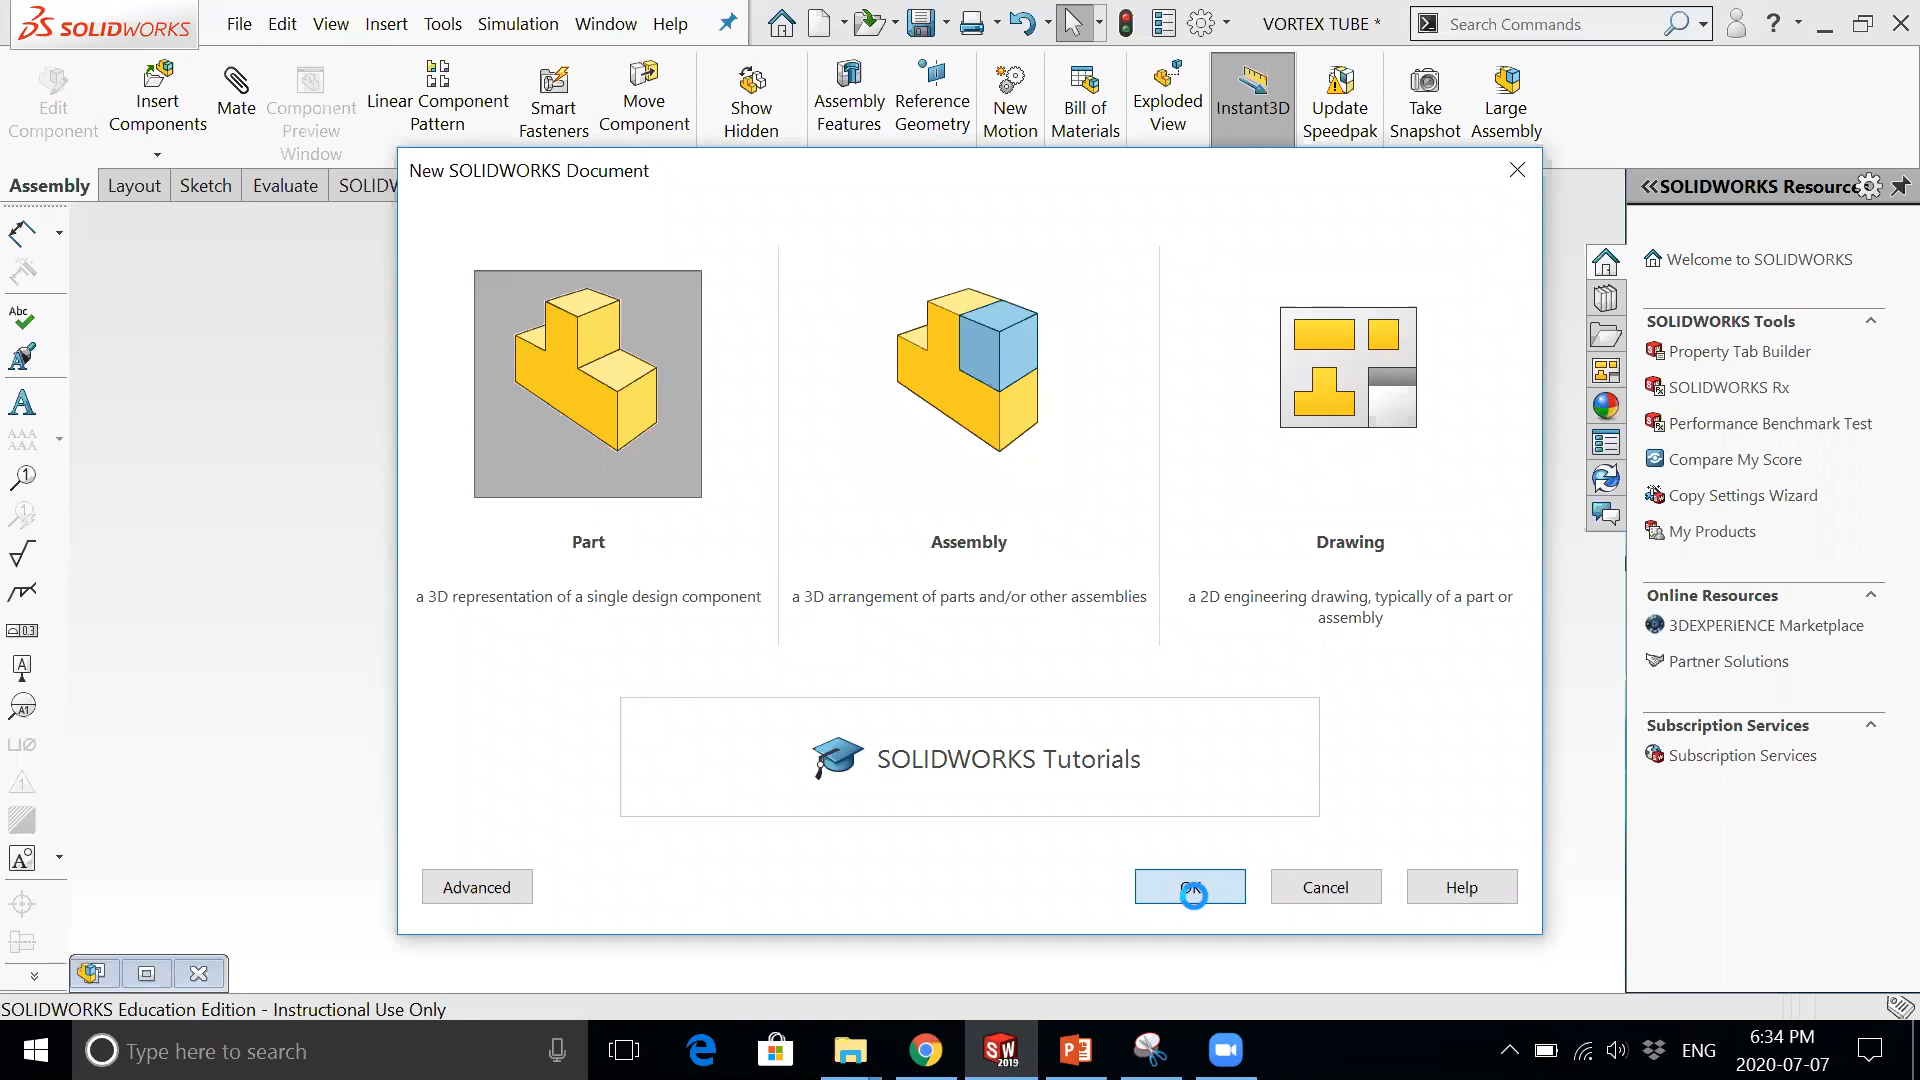 SOLIDWORKS
File Edit View Insert Tools Simulation Window Help
VORTEX TUBE *
Search Commands
?
Edit Component
Insert Components
Mate
Component Preview Window
Linear Component Pattern
Smart Fasteners
Move Component
Show Hidden
Assembly Features
Reference Geometry
New Motion
Bill of Materials
Exploded View
Instant3D
Update Speedpak
Take Snapshot
Large Assembly
Assembly Layout Sketch Evaluate SOLIDW
New SOLIDWORKS Document
Part
a 3D representation of a single design component
Assembly
a 3D arrangement of parts and/or other assemblies
Drawing
a 2D engineering drawing, typically of a part or
assembly
SOLIDWORKS Tutorials
Advanced
OK
Cancel
Help
SOLIDWORKS Resourc
Welcome to SOLIDWORKS
SOLIDWORKS Tools
Property Tab Builder
SOLIDWORKS Rx
Performance Benchmark Test
Compare My Score
Copy Settings Wizard
My Products
Online Resources
3DEXPERIENCE Marketplace
Partner Solutions
Subscription Services
Subscription Services
SOLIDWORKS Education Edition - Instructional Use Only
Type here to search
SW
2019
ENG
6:34 PM
2020-07-07